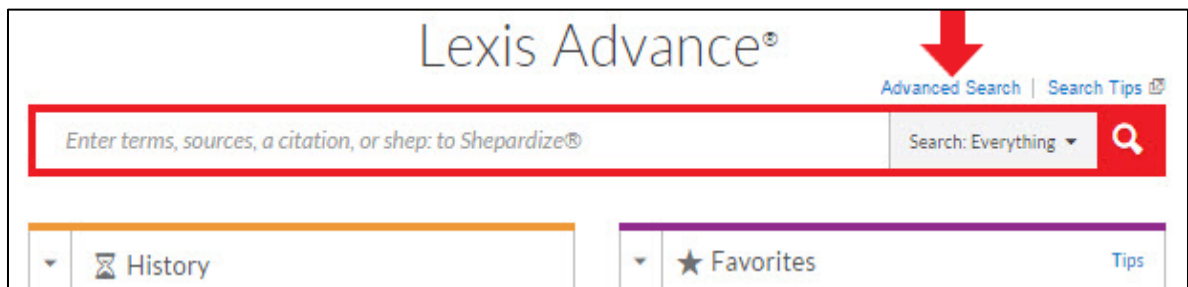 Lexis Advance®
Advanced Search | Search Tips
Enter terms, sources, a citation, or shep: to Shepardize® Search: Everything
History Favorites Tips